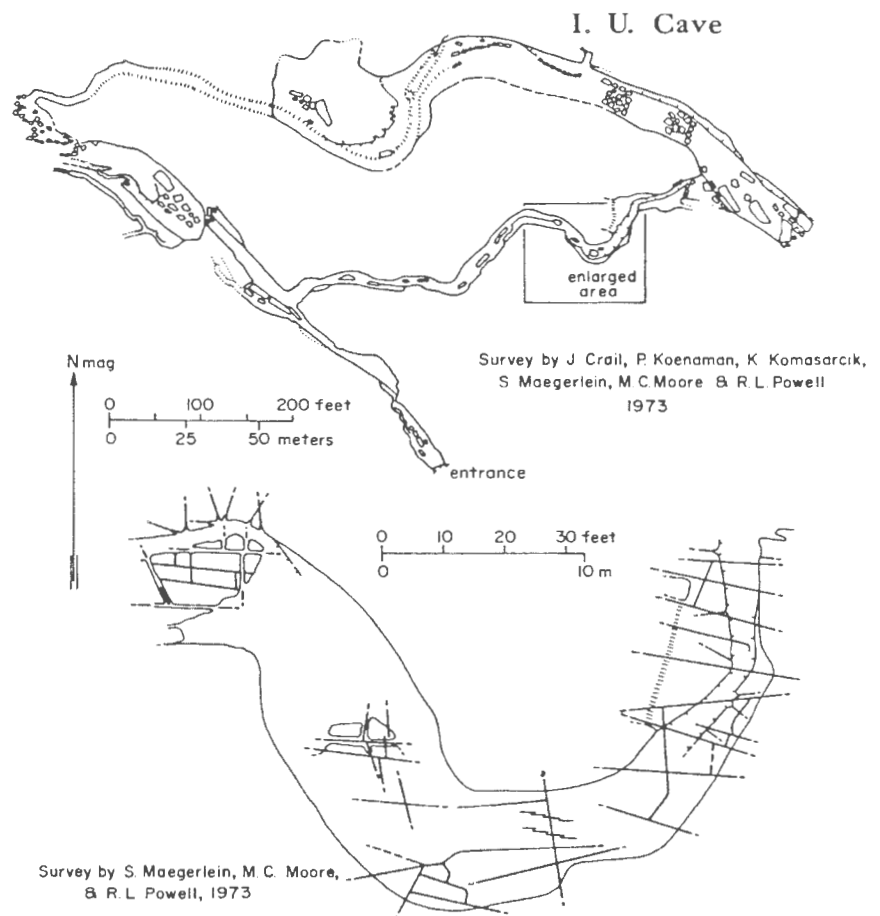 I. U. Cave
enlarged
area
Survey by J Crail, P. Koenaman, K Komasarcik,
S Maegerlein, M.C.Moore & R.L. Powell
1973
N mag
0 100 200 feet
0 25 50 meters
entrance
0 10 20 30 feet
0 10 m
Survey by S. Maegerlein, M.C. Moore,
& R.L Powell, 1973